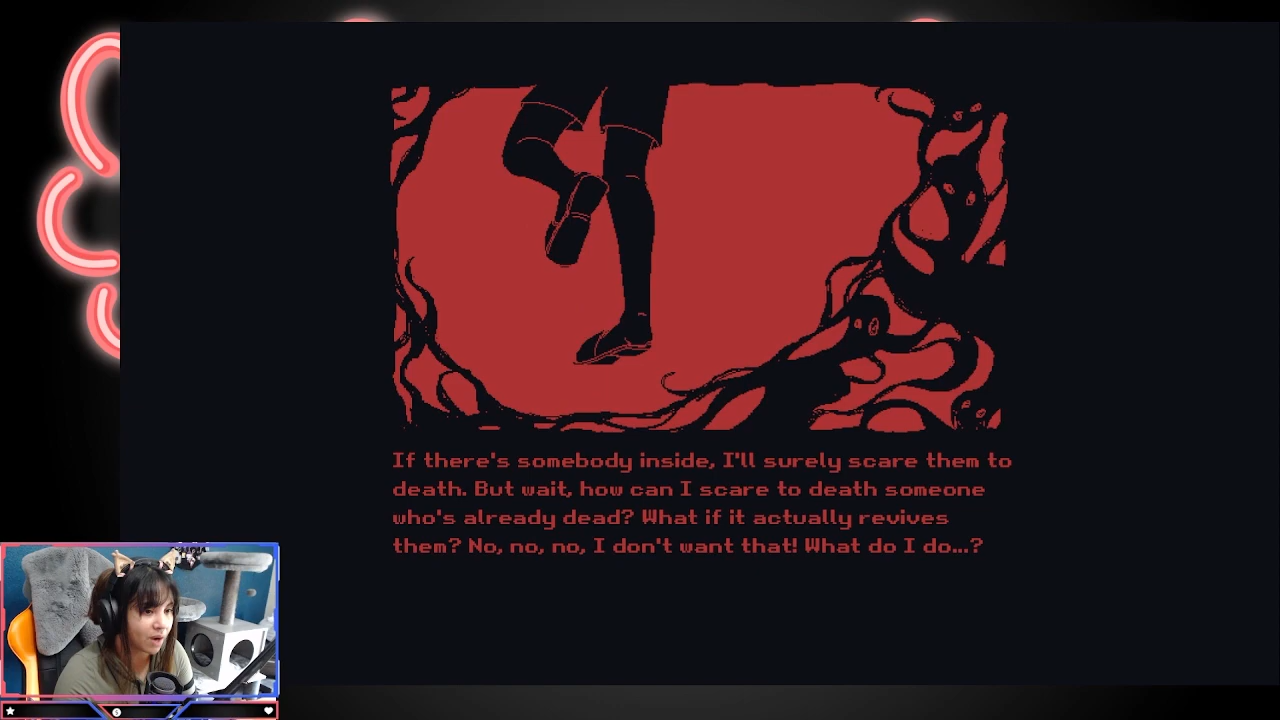 If there's somebody inside, I'll surely scare them to
death. But wait, how can I scare to death someone
who's already dead? What if it actually revives
them? No, no, no, I don't want that! What do I do...?